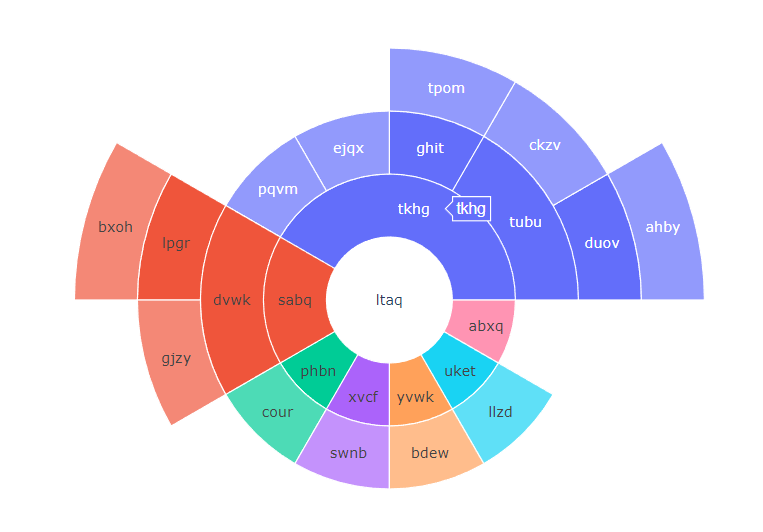 tpom
ckzv
ejqx
ghit
pqvm
tkhg
tkhg
tubu
ahby
bxoh
lpgr
duov
dvwk
sabq
ltaq
abxq
gjzy
phbn
uket
xvcf
yvwk
cour
llzd
swnb
bdew